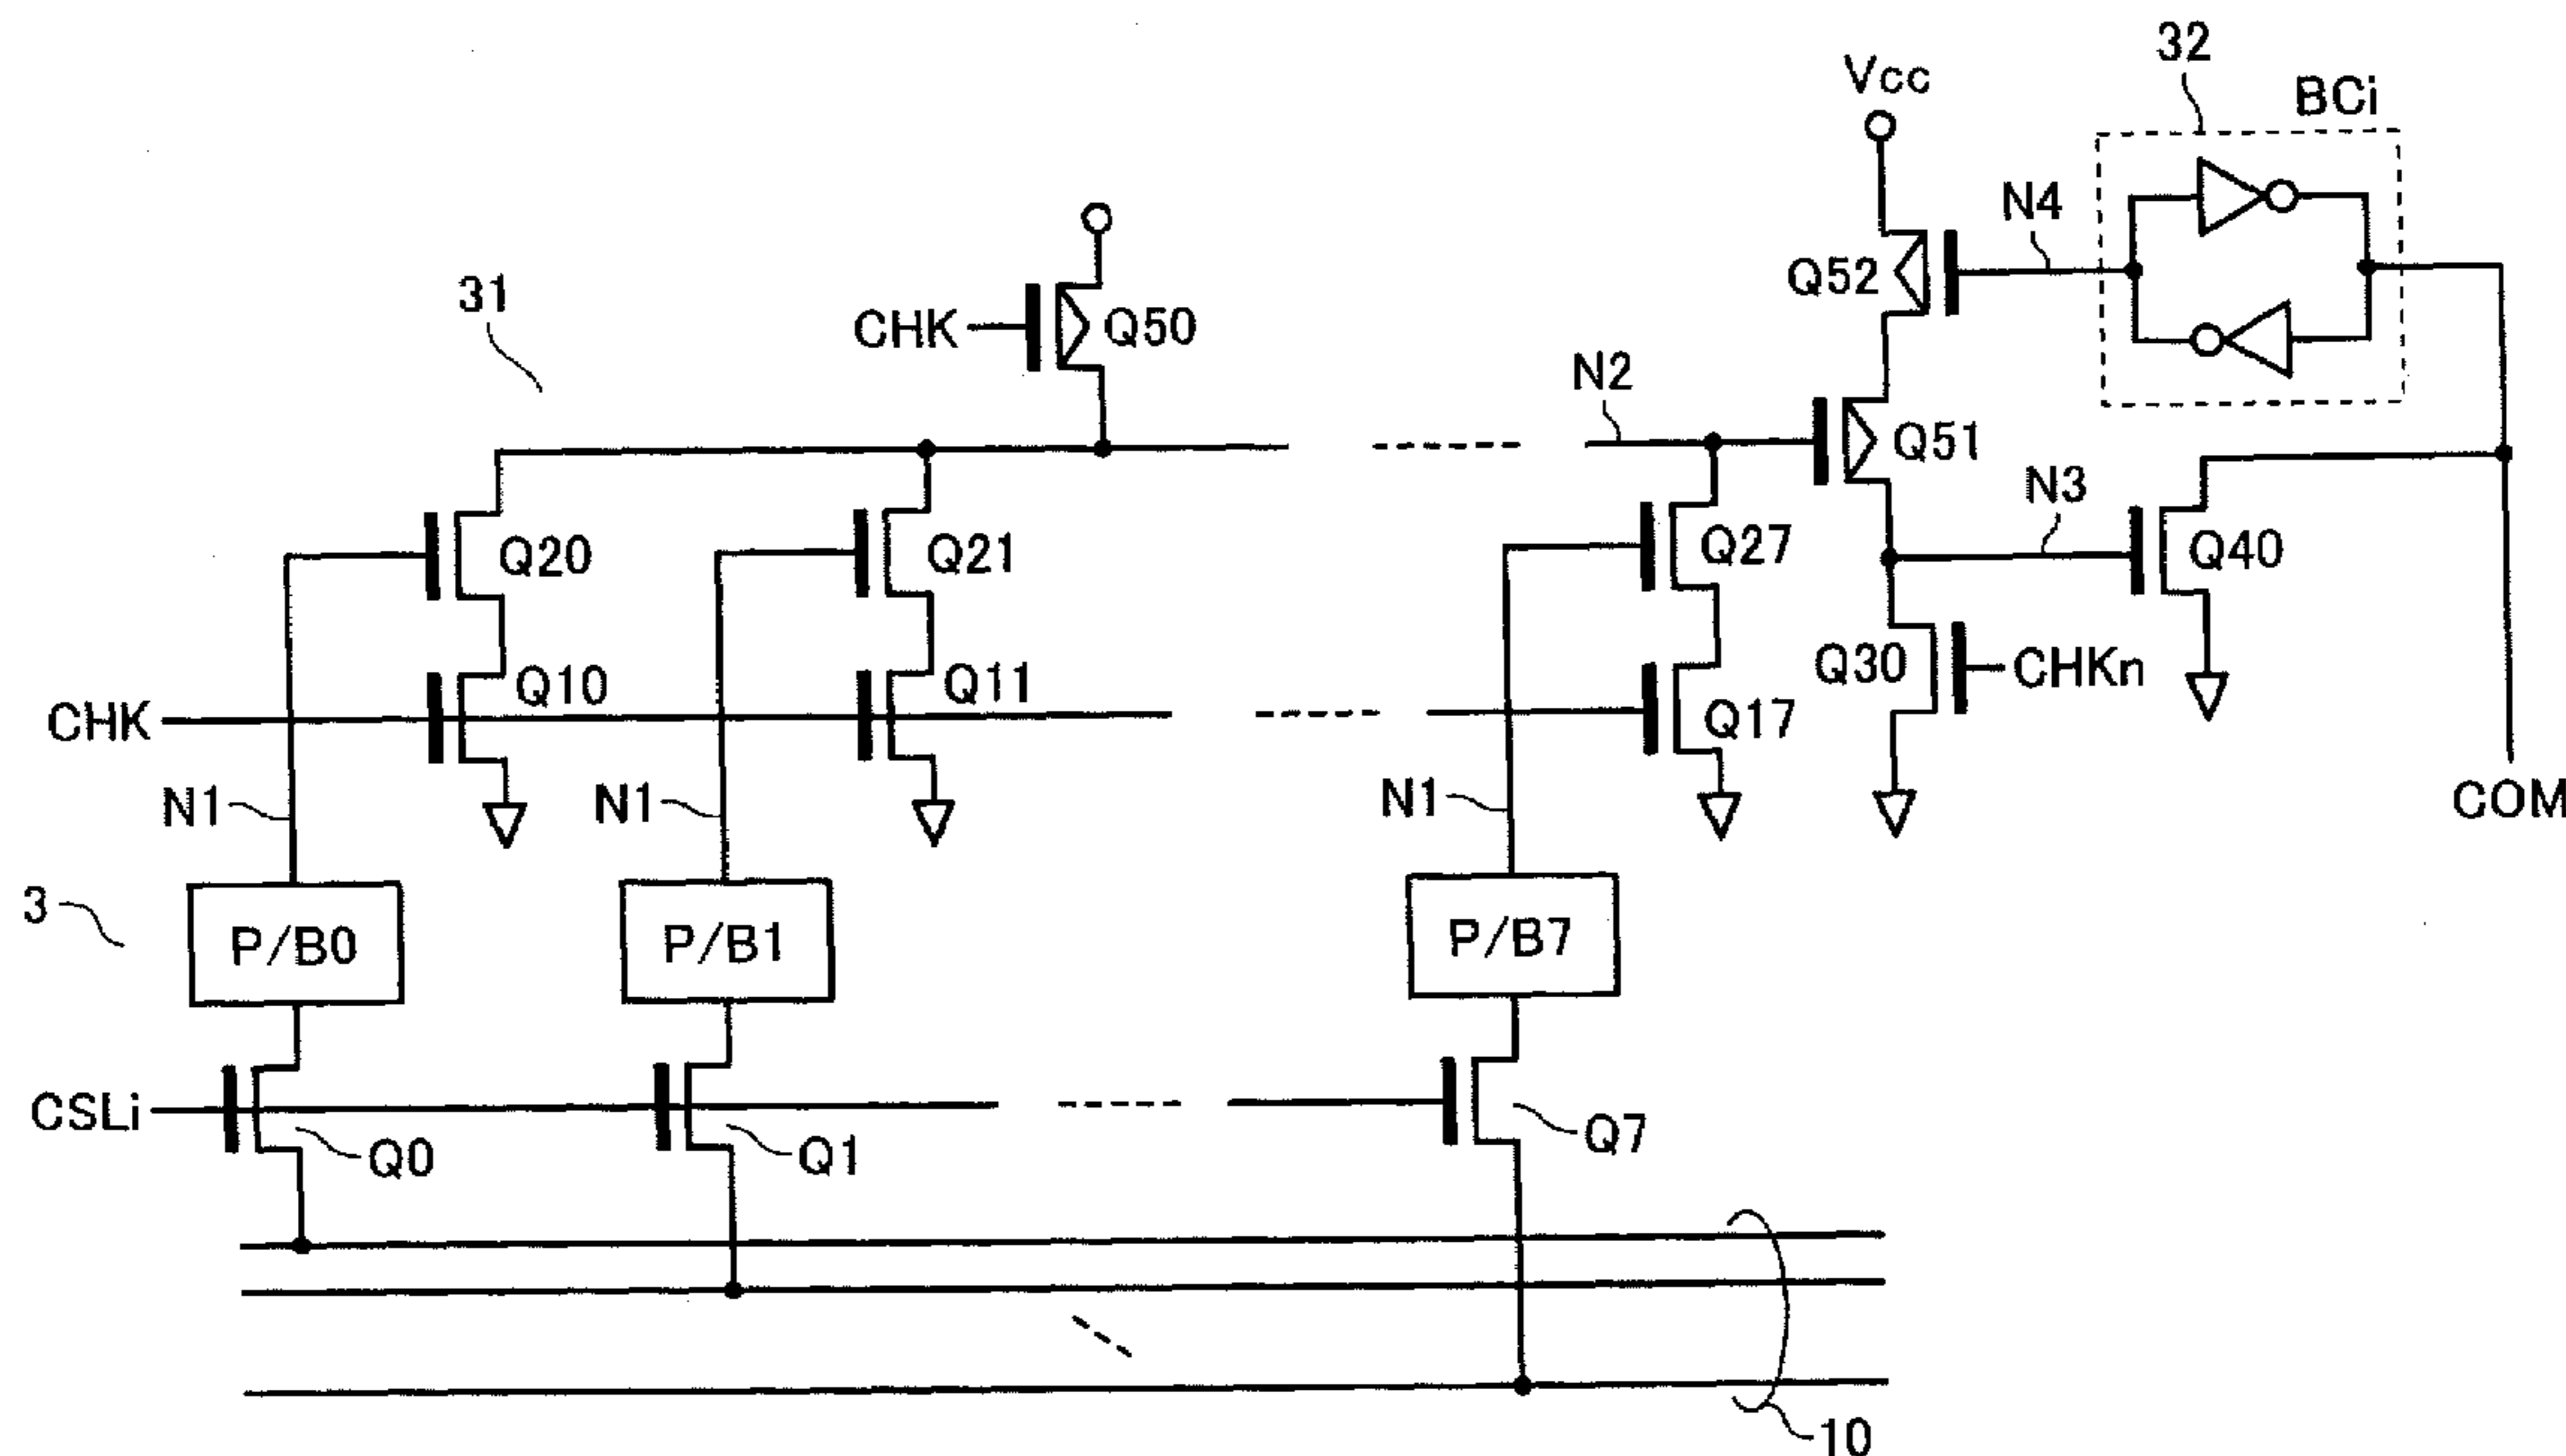 32
Vcc
BCi
N4
Q52
31
CHK
Q50
N2
Q51
N3
Q20
Q21
Q27
Q40
Q10
Q11
Q30
CHKn
CHK
Q17
N1
N1
N1
COM
3
P/B0
P/B1
P/B7
CSLi
Q0
Q1
Q7
10